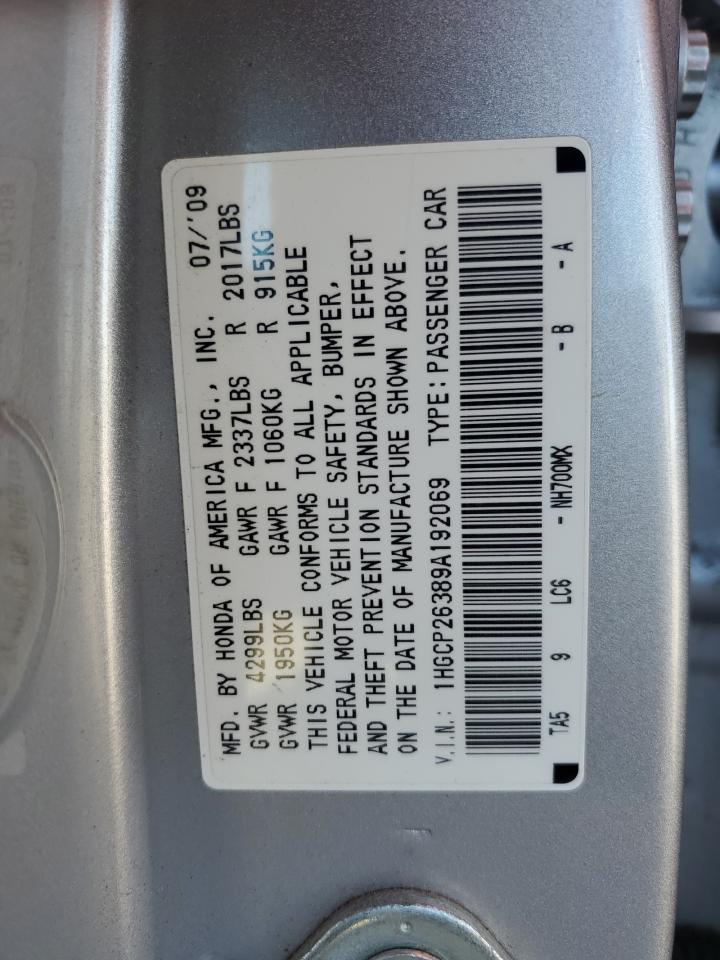 MFD. BY HONDA OF AMERICA MFG., INC. 07/'09
GVWR 4299LBS GAWR F 2337LBS R 2017LBS
GVWR 1950KG GAWR F 1060KG R 915KG
THIS VEHICLE CONFORMS TO ALL APPLICABLE
FEDERAL MOTOR VEHICLE SAFETY, BUMPER,
AND THEFT PREVENTION STANDARDS IN EFFECT
ON THE DATE OF MANUFACTURE SHOWN ABOVE.
V.I.N.: 1HGCP26389A192069 TYPE: PASSENGER CAR
TA5 9 LC6 - NH700MX - B - A